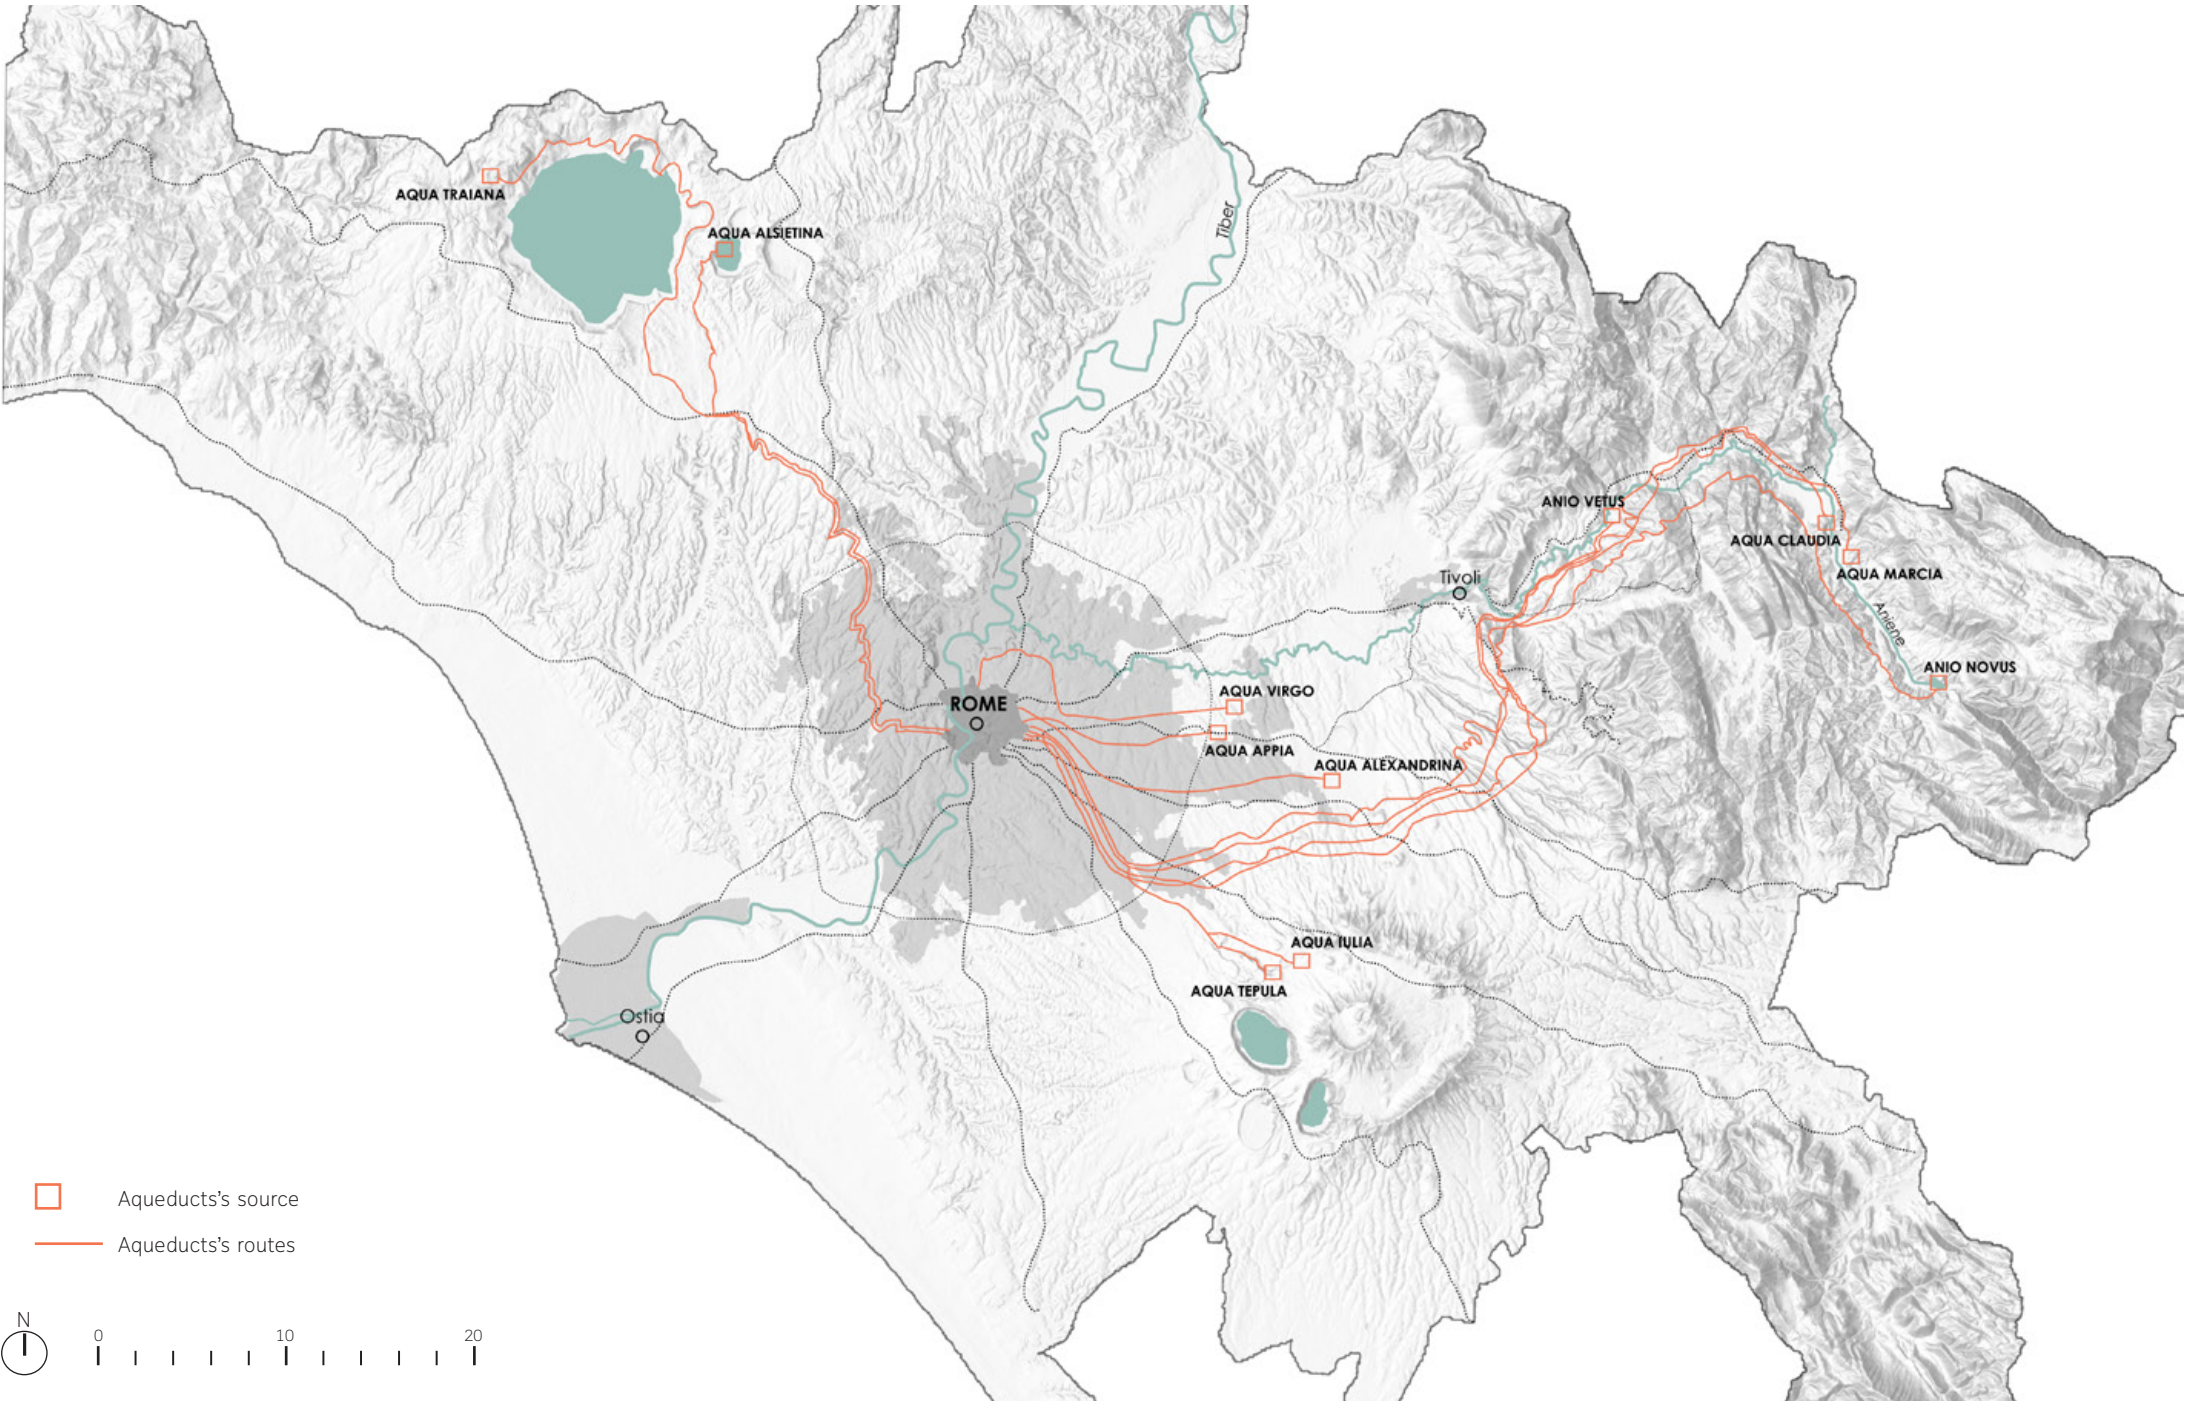 AQUA TRAIANA
AQUA ALSIETINA
Tiber
ANIO VETUS
AQUA CLAUDIA
AQUA MARCIA
Tivoli
Aniene
ANIO NOVUS
AQUA VIRGO
ROME
AQUA APPIA
AQUA ALEXANDRINA
AQUA IULIA
AQUA TEPULA
Ostia
Aqueducts's source
Aqueducts's routes
N
0 10 20